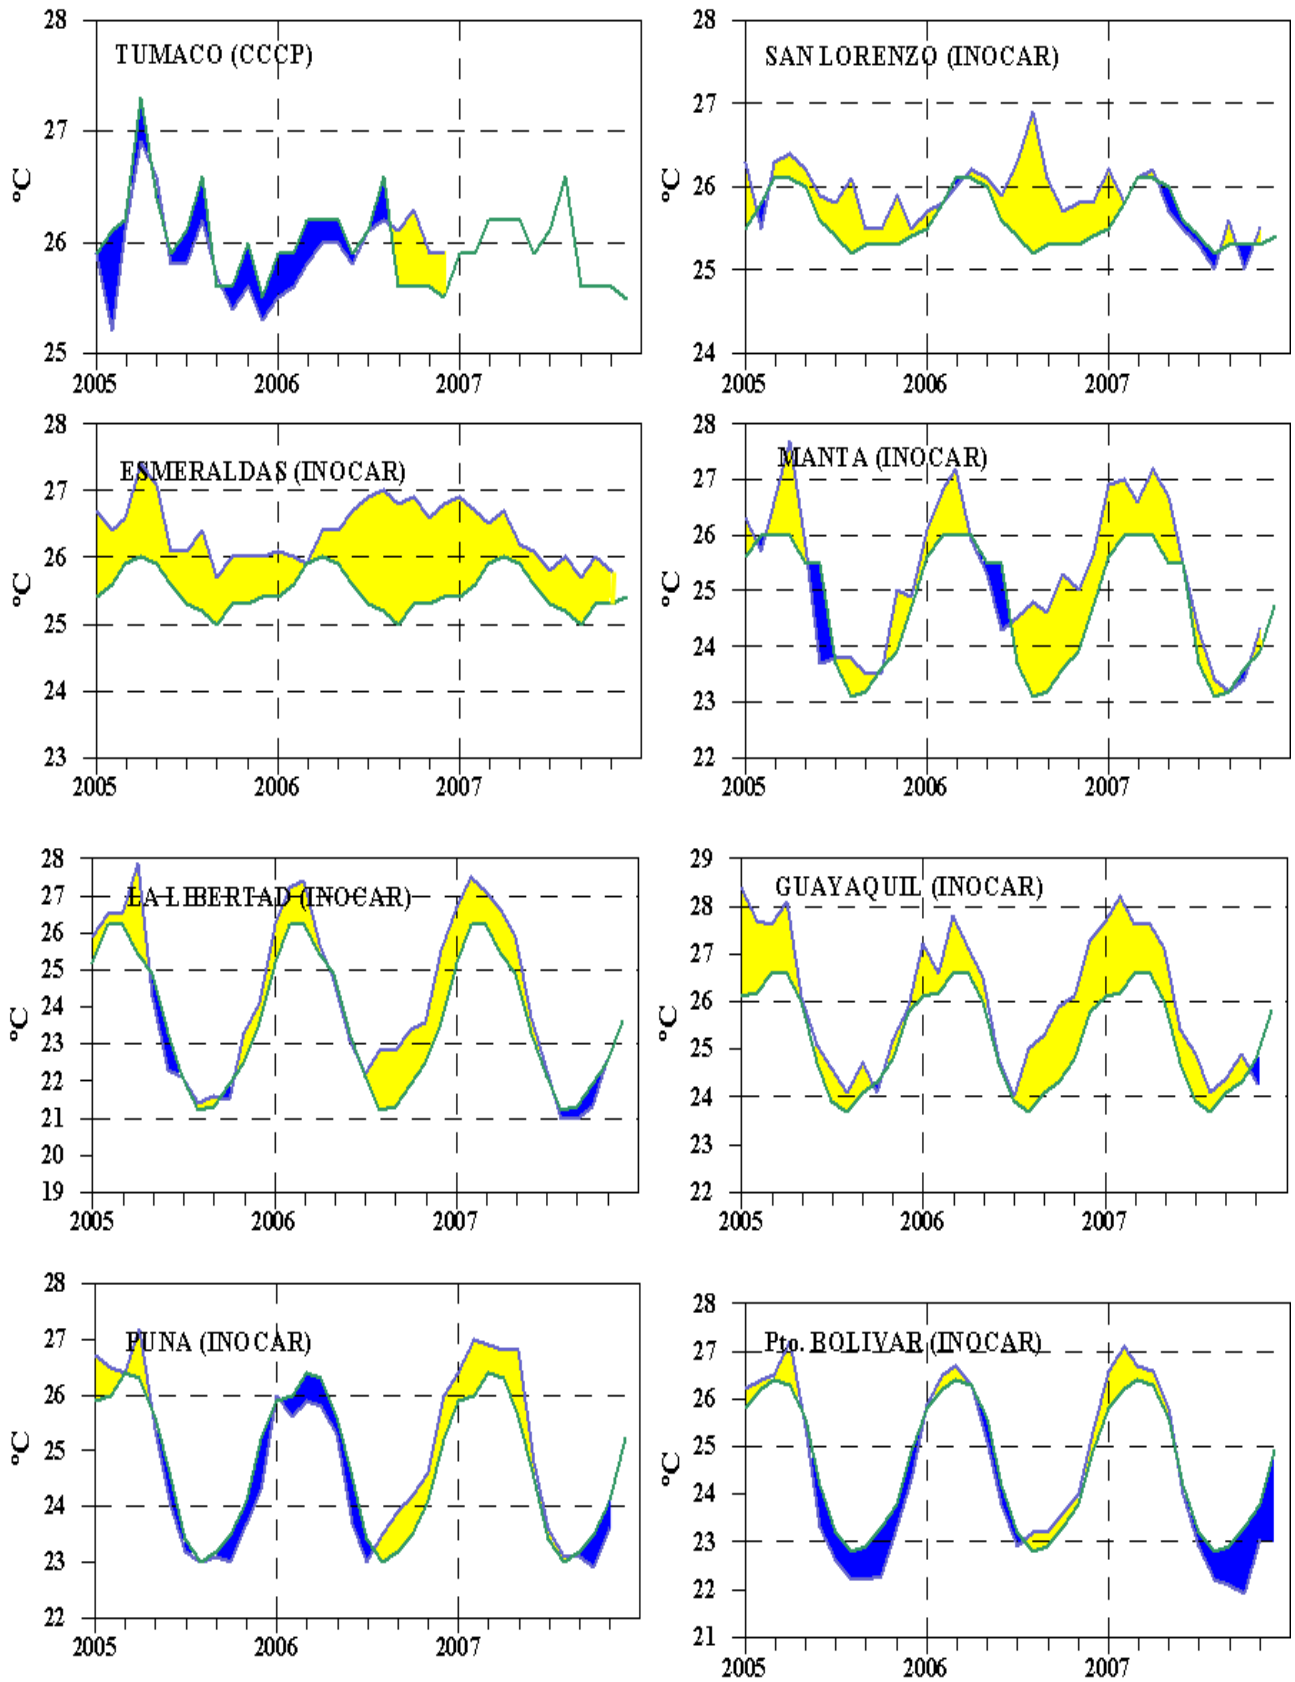 TUMACO (CCCP)
°C
28
27
26
25
2005 2006 2007
SAN LORENZO (INOCAR)
°C
28
27
26
25
24
2005 2006 2007
ESMERALDAS (INOCAR)
°C
28
27
26
25
24
23
2005 2006 2007
MANTA (INOCAR)
°C
28
27
26
25
24
23
22
2005 2006 2007
LA LIBERTAD (INOCAR)
°C
28
27
26
25
24
23
22
21
20
19
2005 2006 2007
GUAYAQUIL (INOCAR)
°C
29
28
27
26
25
24
23
22
2005 2006 2007
PUNA (INOCAR)
°C
28
27
26
25
24
23
22
2005 2006 2007
Pto. BOLIVAR (INOCAR)
°C
28
27
26
25
24
23
22
21
2005 2006 2007